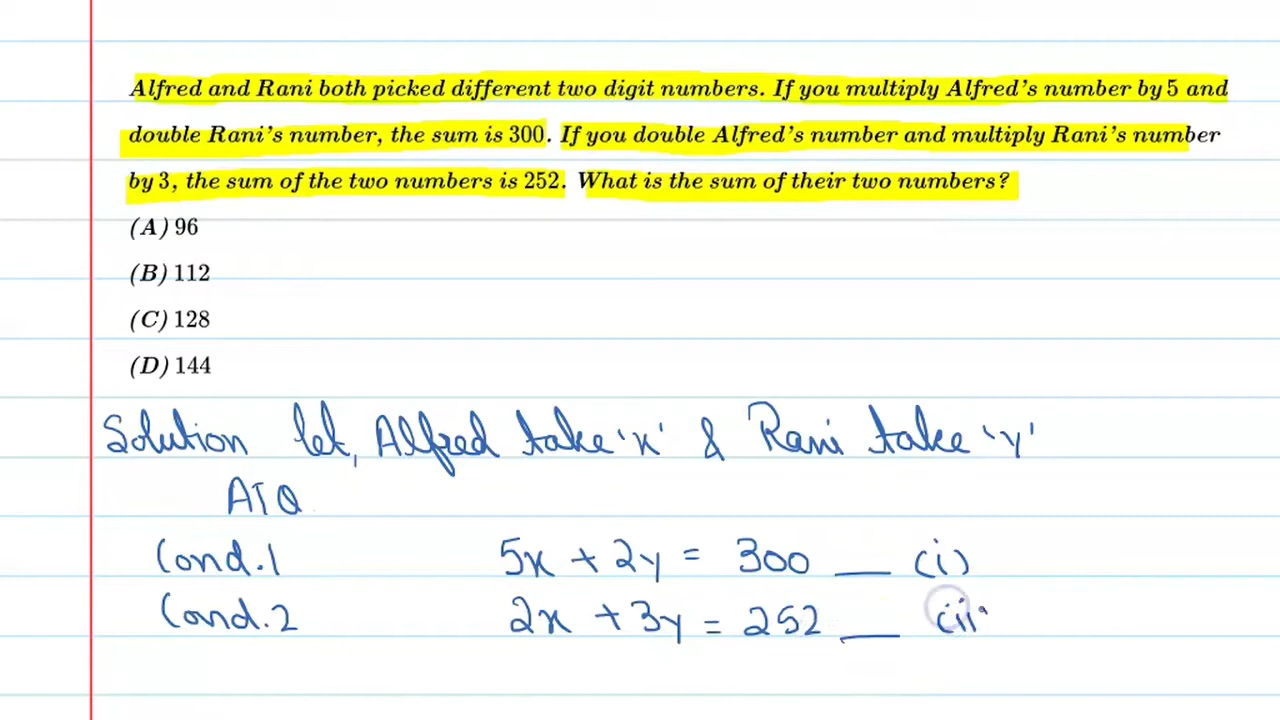 Alfred and Rani both picked different two digit numbers. If you multiply Alfred's number by 5 and
double Rani's number, the sum is 300. If you double Alfred's number and multiply Rani's number
by 3, the sum of the two numbers is 252. What is the sum of their two numbers?
(A) 96
(B) 112
(C) 128
(D) 144
Solution let, Alfred take 'x' & Rani take 'y'
ATQ
Cond.1 5x + 2y = 300 __ (i)
Cond.2 2x + 3y = 252 __ (ii